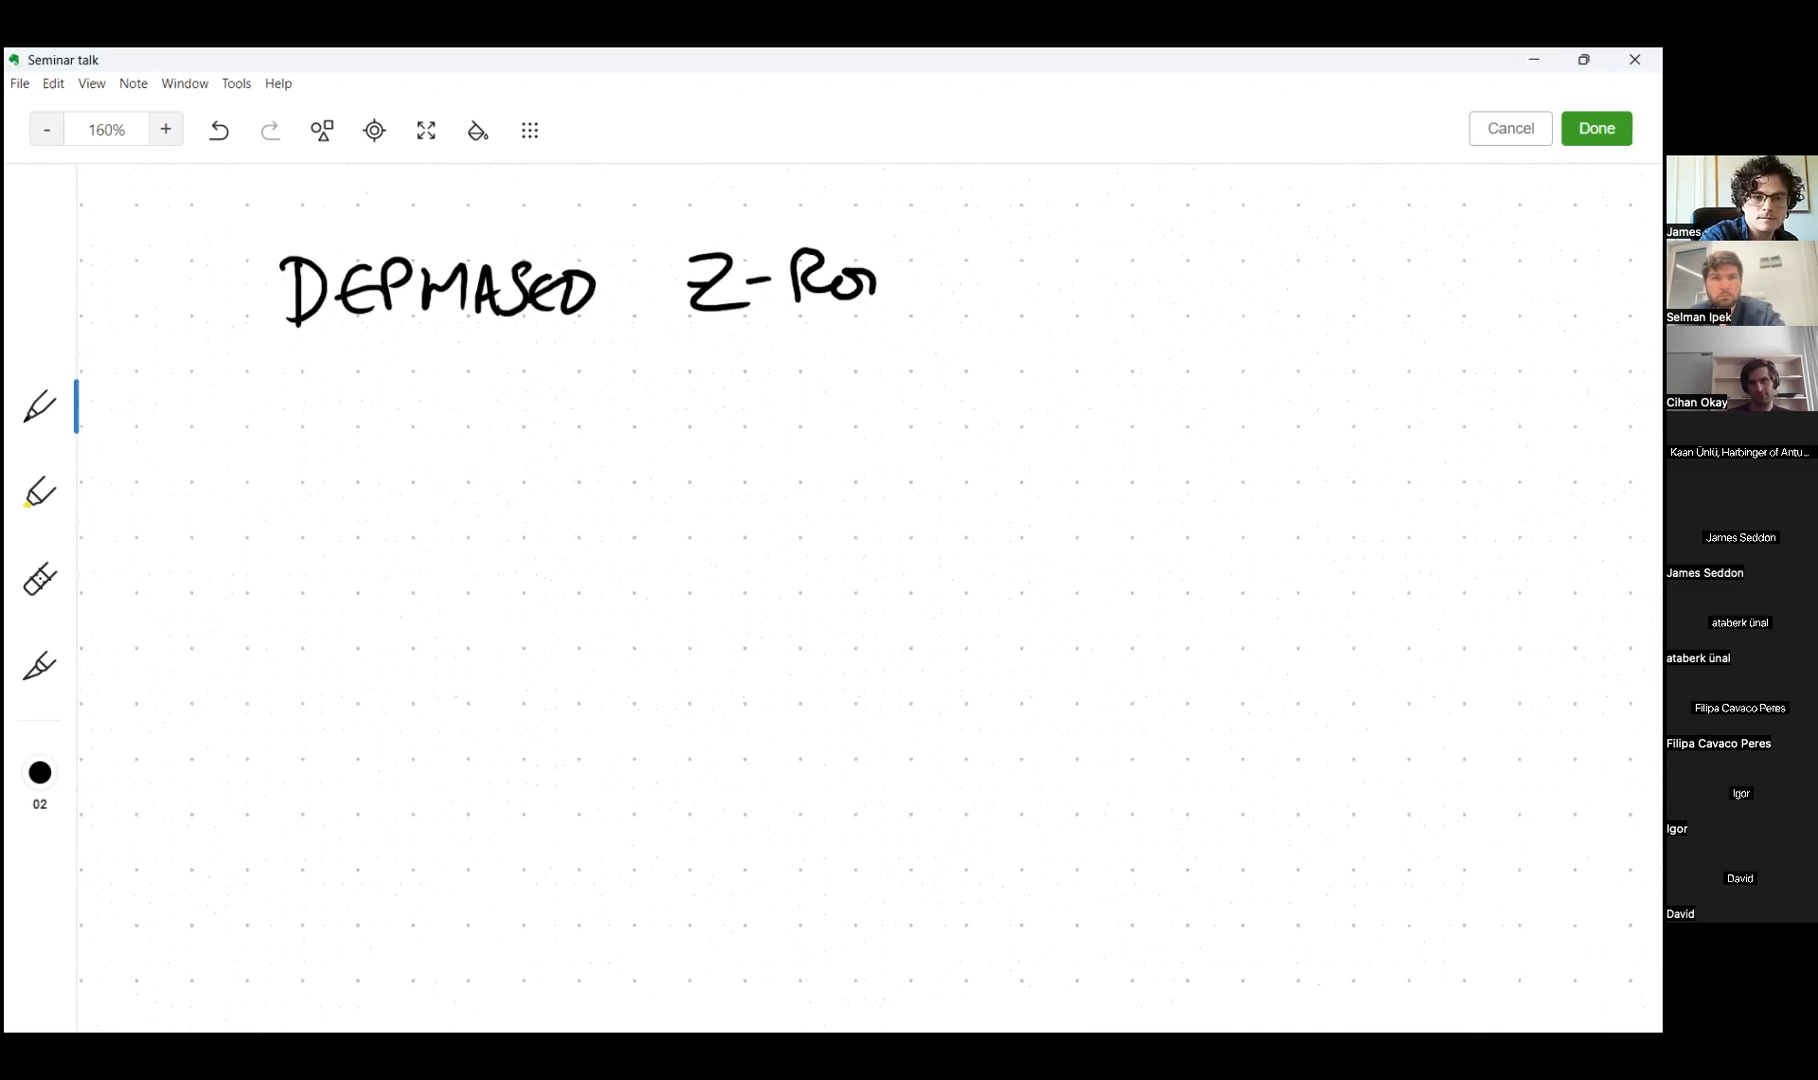 Seminar talk
File Edit View Note Window Tools Help
- 160% +
Cancel Done
DEPHASED Z-Rot
02
James
Selman Ipek
Cihan Okay
Kaan Ünlü, Harbinger of Antu...
James Seddon
James Seddon
ataberk ünal
ataberk ünal
Filipa Cavaco Peres
Filipa Cavaco Peres
Igor
Igor
David
David